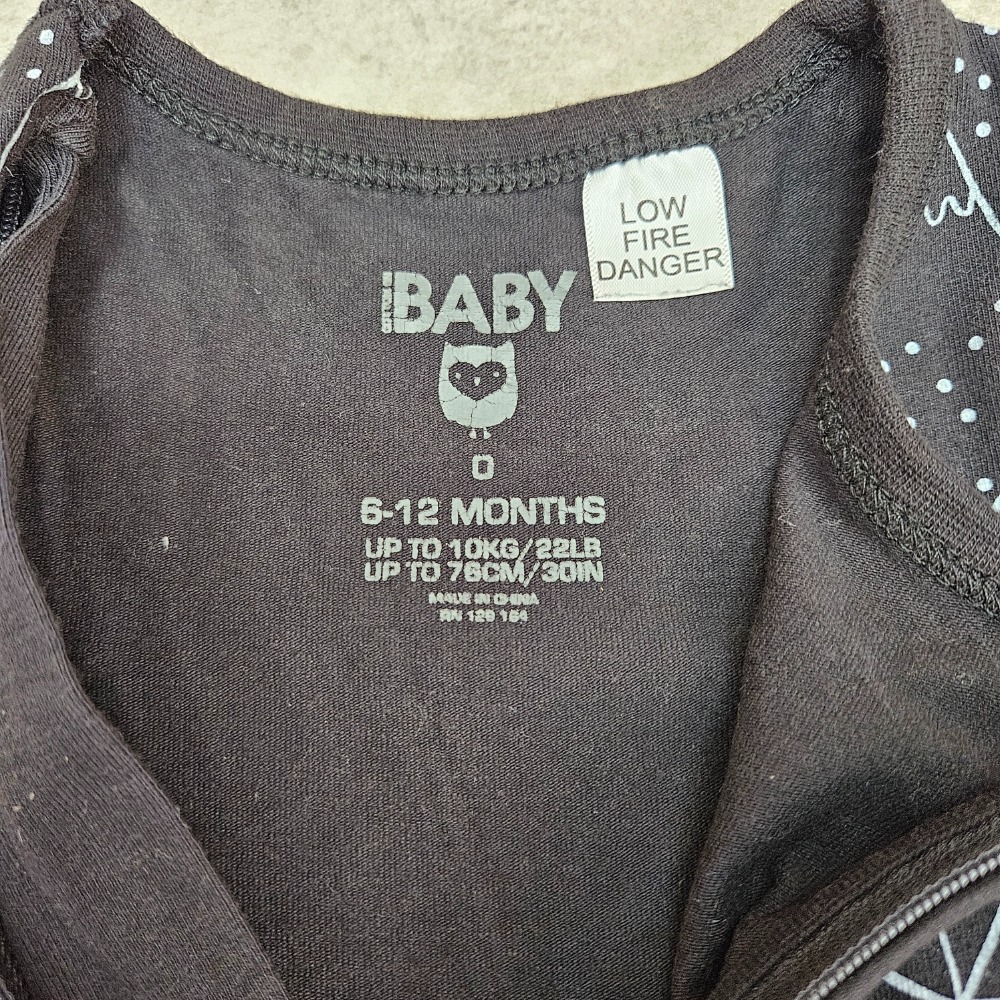 LOW
FIRE
DANGER
BABY
0
6-12 MONTHS
UP TO 10KG/22LB
UP TO 76CM/30IN
MADE IN CHINA